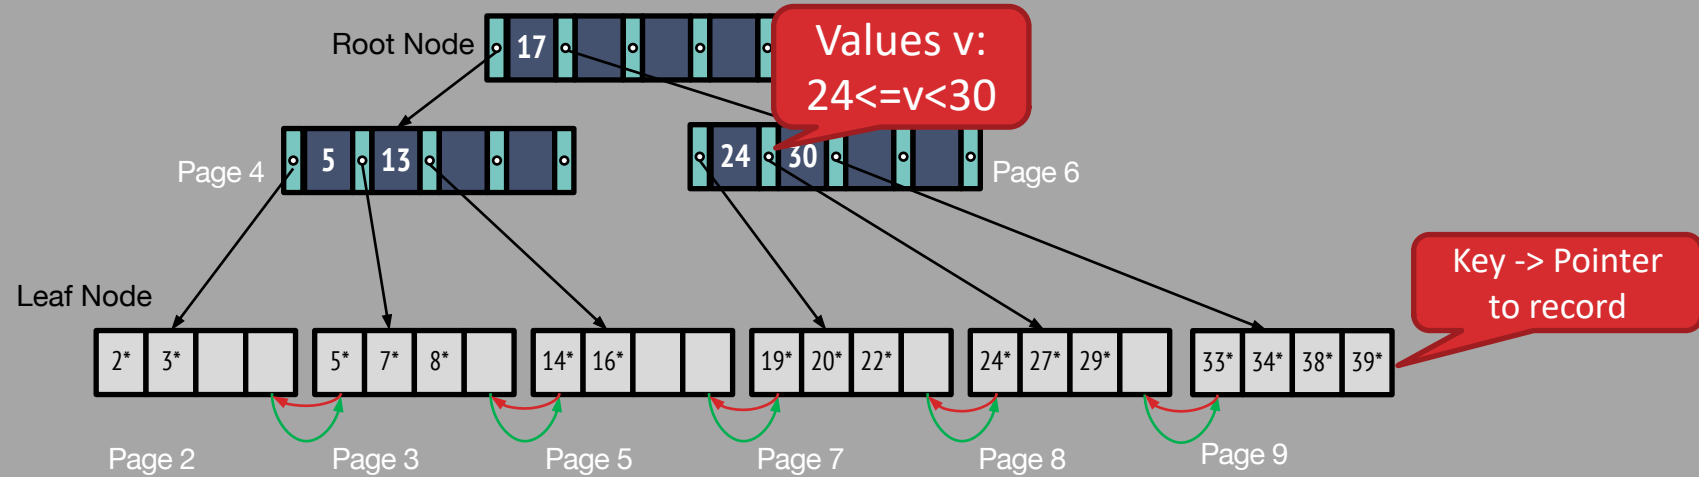 Root Node
17
Values v:
24<=v<30
Page 4
5 13
24 30
Page 6
Key -> Pointer
to record
Leaf Node
2* 3*
5* 7* 8*
14* 16*
19* 20* 22*
24* 27* 29*
33* 34* 38* 39*
Page 2
Page 3
Page 5
Page 7
Page 8
Page 9